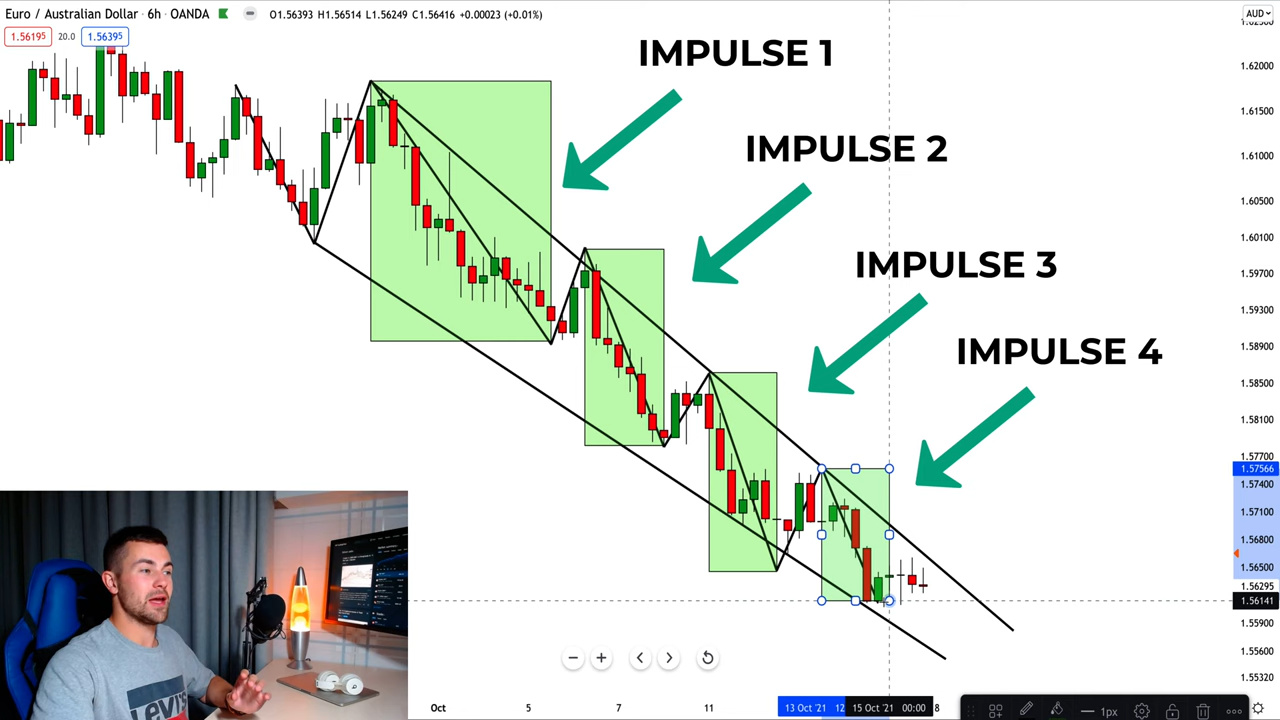 Euro / Australian Dollar · 6h · OANDA O1.56393 H1.56514 L1.56249 C1.56416 +0.00023 (+0.01%)
AUD
1.56195 20.0 1.56395
IMPULSE 1
IMPULSE 2
IMPULSE 3
IMPULSE 4
1.62000
1.61500
1.61000
1.60500
1.60100
1.59700
1.59300
1.58900
1.58500
1.58100
1.57700
1.57566
1.57400
1.57100
1.56800
1.56500
1.56295
1.56141
1.55900
1.55600
1.55320
LEVI'S
Oct 5 7 11 13 Oct '21 12 15 Oct '21 00:00 8
1px